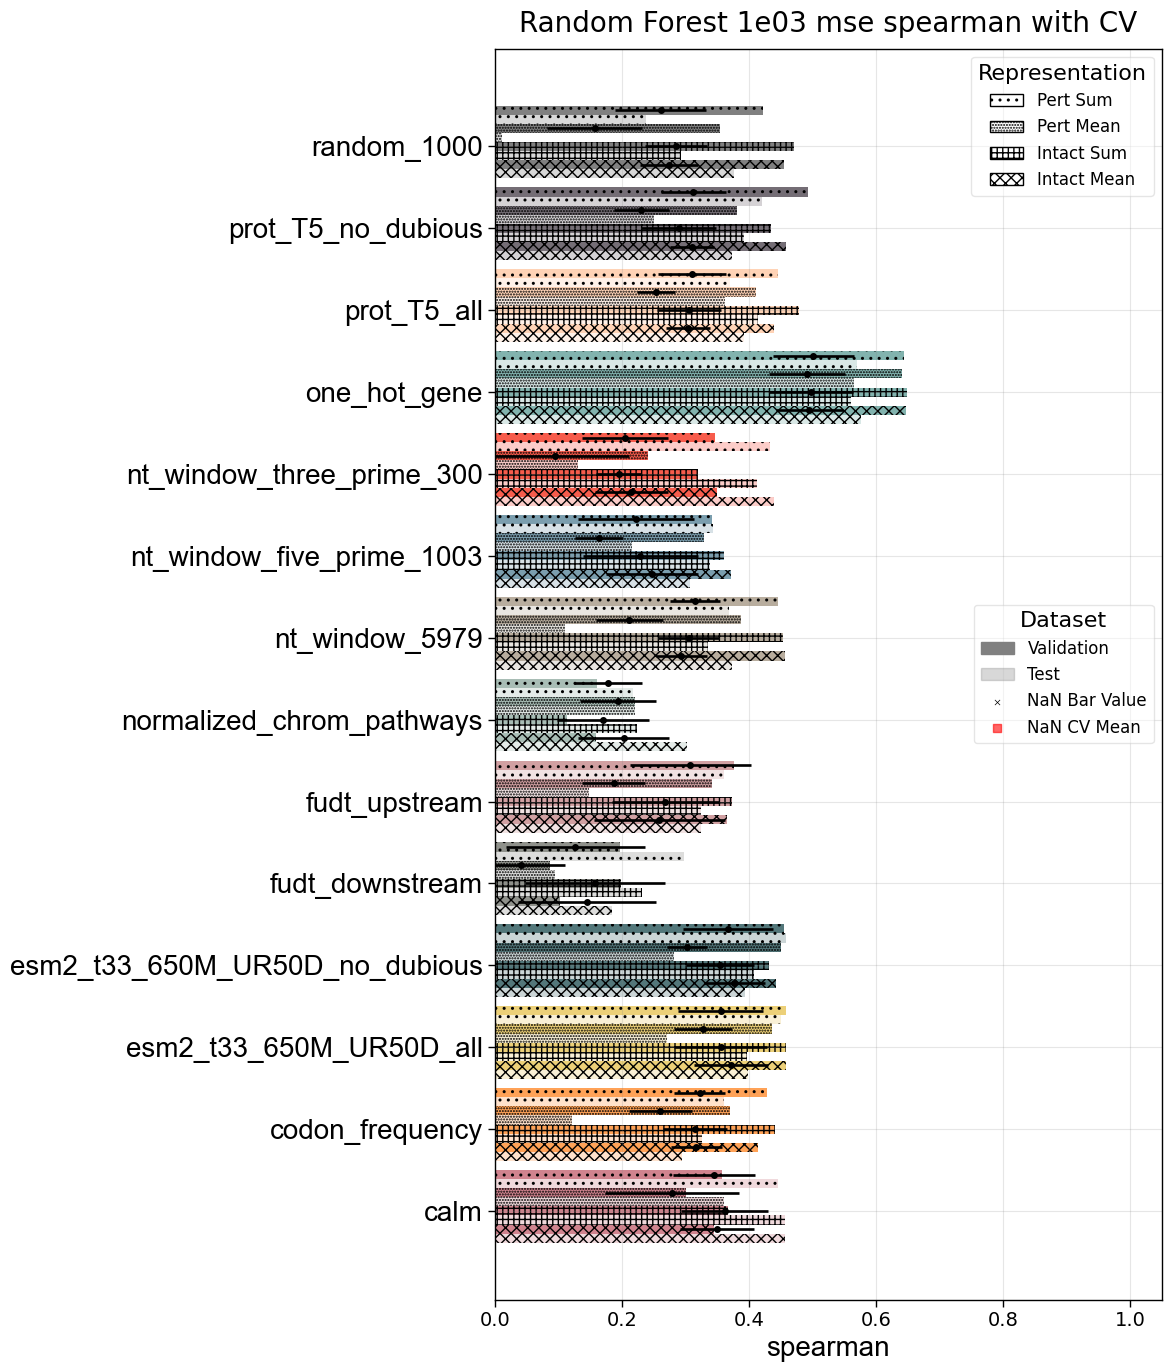 Random Forest 1e03 mse spearman with CV
Representation
Pert Sum
Pert Mean
Intact Sum
Intact Mean
random_1000
prot_T5_no_dubious
prot_T5_all
one_hot_gene
nt_window_three_prime_300
nt_window_five_prime_1003
nt_window_5979
normalized_chrom_pathways
fudt_upstream
fudt_downstream
esm2_t33_650M_UR50D_no_dubious
esm2_t33_650M_UR50D_all
codon_frequency
calm
Dataset
Validation
Test
NaN Bar Value
NaN CV Mean
0.0 0.2 0.4 0.6 0.8 1.0
spearman